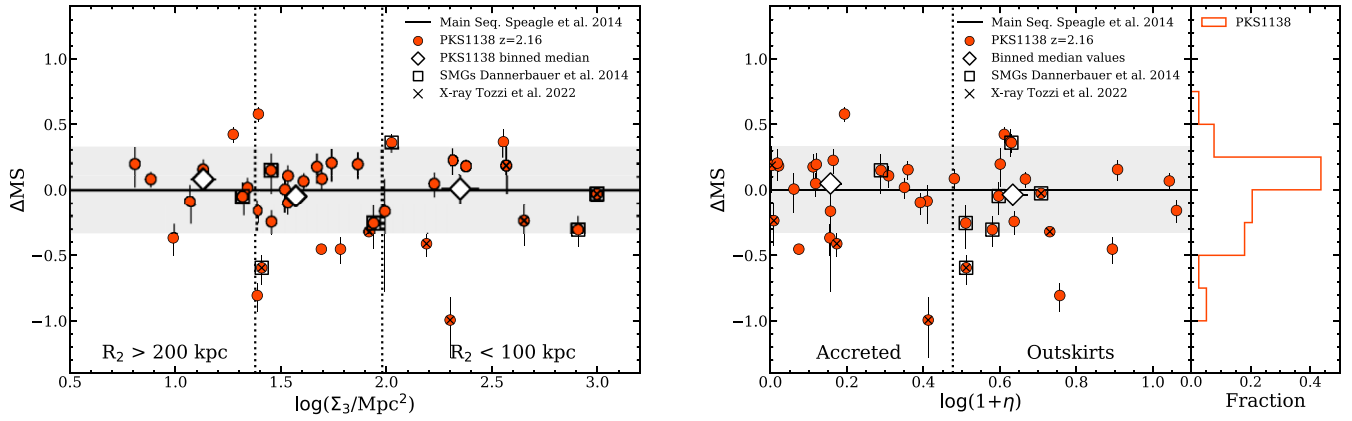 Main Seq. Speagle et al. 2014
PKS1138 z=2.16
PKS1138 binned median
SMGs Dannerbauer et al. 2014
X-ray Tozzi et al. 2022
1.0
0.5
0.0
−0.5
−1.0
ΔMS
R₂ > 200 kpc
R₂ < 100 kpc
0.5 1.0 1.5 2.0 2.5 3.0
log(Σ₃/Mpc²)
Main Seq. Speagle et al. 2014
PKS1138 z=2.16
Binned median values
SMGs Dannerbauer et al. 2014
X-ray Tozzi et al. 2022
1.0
0.5
0.0
−0.5
−1.0
ΔMS
Accreted
Outskirts
0.0 0.2 0.4 0.6 0.8 1.0
log(1+η)
PKS1138
0.0 0.2 0.4
Fraction